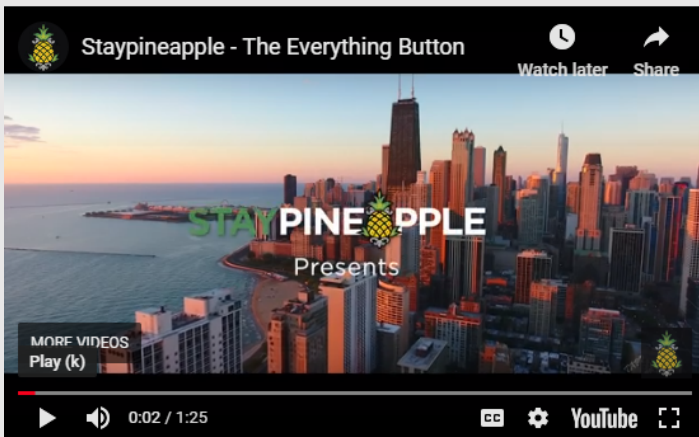 Staypineapple - The Everything Button
Watch later
Share
STAYPINEAPPLE
Presents
MORE VIDEOS
Play (k)
0:02 / 1:25
CC
YouTube